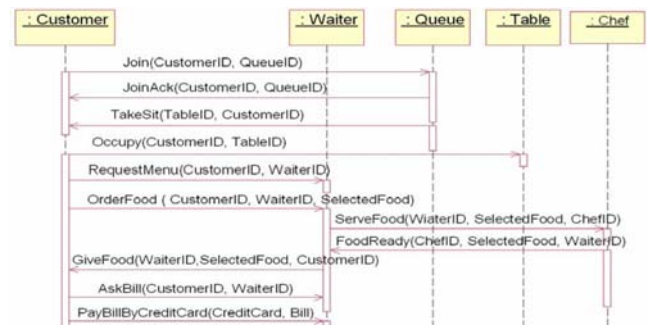 : Customer
: Waiter
: Queue
: Table
: Chef
Join(CustomerID, QueueID)
JoinAck(CustomerID, QueueID)
TakeSit(TableID, CustomerID)
Occupy(CustomerID, TableID)
RequestMenu(CustomerID, WaiterID)
OrderFood ( CustomerID, WaiterID, SelectedFood)
ServeFood(WiaterID, SelectedFood, ChefID)
FoodReady(ChefID, SelectedFood, WaiterID)
GiveFood(WaiterID,SelectedFood, CustomerID)
AskBill(CustomerID, WaiterID)
PayBillByCreditCard(CreditCard, Bill)